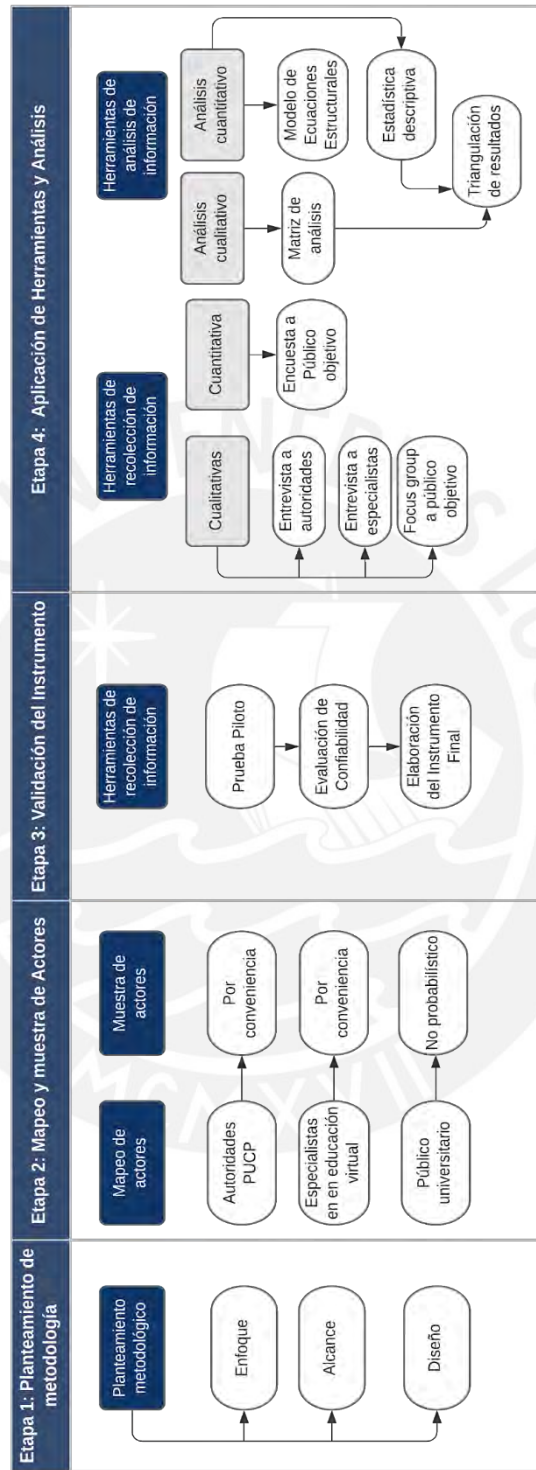 Etapa 1: Planteamiento de
metodología
Planteamiento
metodológico
Enfoque
Alcance
Diseño
Etapa 2: Mapeo y muestra de Actores
Mapeo de
actores
Muestra de
actores
Autoridades
PUCP
Por
conveniencia
Especialistas
en en educación
virtual
Por
conveniencia
Público
universitario
No probabilístico
Etapa 3: Validación del Instrumento
Herramientas de
recolección de
información
Prueba Piloto
Evaluación de
Confiabilidad
Elaboración
del Instrumento
Final
Etapa 4: Aplicación de Herramientas y Análisis
Herramientas de
recolección de
información
Cualitativas
Cuantitativa
Entrevista a
autoridades
Entrevista a
especialistas
Focus group
a público
objetivo
Encuesta a
Público
objetivo
Herramientas de
análisis de
información
Análisis
cualitativo
Análisis
cuantitativo
Matriz de
análisis
Modelo de
Ecuaciones
Estructurales
Estadística
descriptiva
Triangulación
de resultados